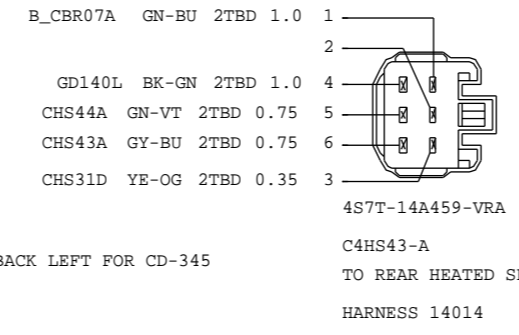 B_CBR07A GN-BU 2TBD 1.0 1
2
GD140L BK-GN 2TBD 1.0 4
CHS44A GN-VT 2TBD 0.75 5
CHS43A GY-BU 2TBD 0.75 6
CHS31D YE-OG 2TBD 0.35 3
4S7T-14A459-VRA
C4HS43-A
BACK LEFT FOR CD-345
TO REAR HEATED
HARNESS 14014